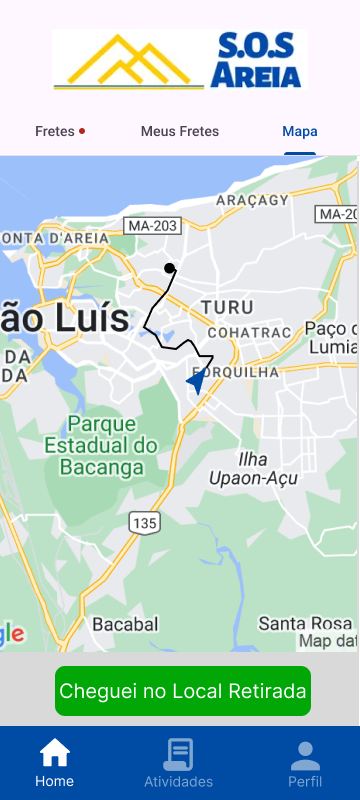 S.O.S
AREIA
Fretes
Meus Fretes
Mapa
ARAÇAGY
MA-203
MA-20
ONTA D'AREIA
ão Luís
TURU
COHATRAC
Paço d
Lumia
DA
DA
FORQUILHA
Parque
Estadual do
Bacanga
Ilha
Upaon-Açu
135
Bacabal
Santa Rosa
gle
Map dat
Cheguei no Local Retirada
Home
Atividades
Perfil